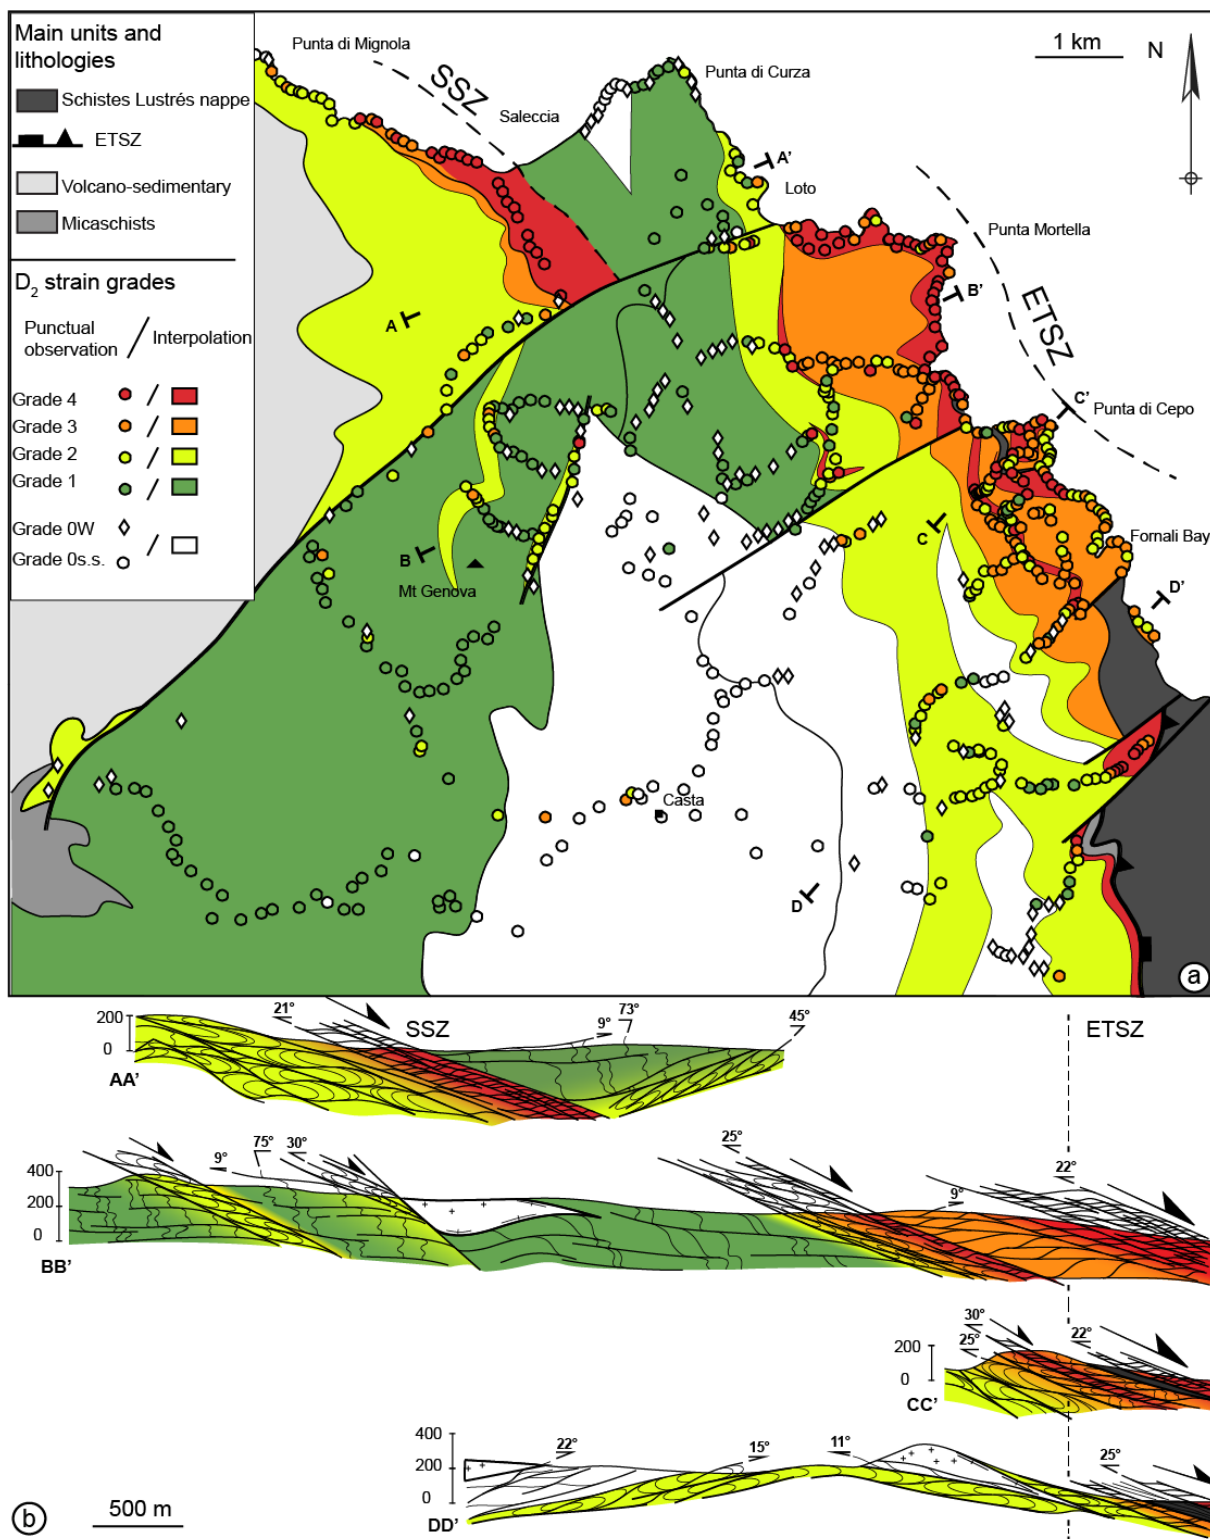 Main units and
lithologies
Schistes Lustrés nappe
ETSZ
Volcano-sedimentary
Micaschists
D2 strain grades
Punctual
observation
Interpolation
Grade 4
Grade 3
Grade 2
Grade 1
Grade 0W
Grade 0s.s.
Punta di Mignola
SSZ
Saleccia
Punta di Curza
1 km
N
A'
Loto
Punta Mortella
B'
ETSZ
A
C'
Punta di Cepo
C
B
Mt Genova
Fornali Bay
D'
Casta
D
a
200
0
AA'
21°
SSZ
9°
73°
45°
ETSZ
400
200
0
BB'
9°
75°
30°
25°
9°
22°
200
0
CC'
30°
25°
22°
400
200
0
DD'
22°
15°
11°
25°
b
500 m